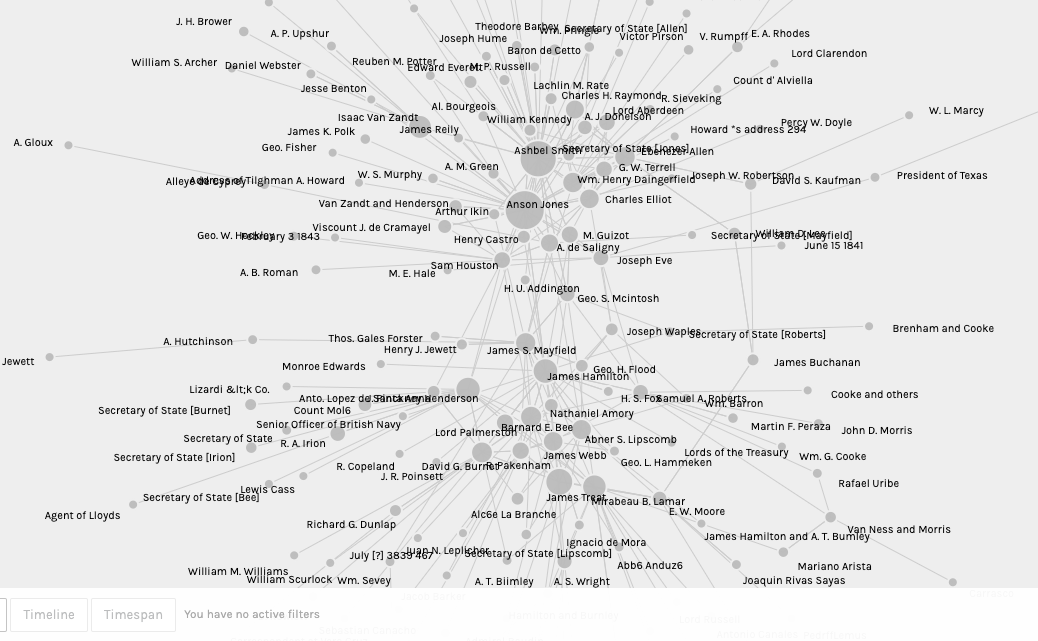 J. H. Brower
Theodore Barbey
Secretary of State [Allen]
Wm. Pringle
A. P. Upshur
Joseph Hume
Victor Pirson
V. Rumpff
E. A. Rhodes
Baron de Cetto
Lord Clarendon
William S. Archer
Daniel Webster
Reuben M. Potter
Edward Everett
M. P. Russell
Count d' Alviella
Jesse Benton
Lachlin M. Rate
Charles H. Raymond
R. Sieveking
Al. Bourgeois
Lord Aberdeen
W. L. Marcy
Isaac Van Zandt
William Kennedy
A. J. Donelson
Percy W. Doyle
James K. Polk
James Reily
Howard *s address 294
A. Gloux
Geo. Fisher
Ashbel Smith
Secretary of State [Jones]
Ebenezer Allen
A. M. Green
G. W. Terrell
W. S. Murphy
Joseph W. Robertson
President of Texas
Address of Tilghman A. Howard
Wm. Henry Daingerfield
David S. Kaufman
Van Zandt and Henderson
Arthur Ikin
Anson Jones
Charles Elliot
Viscount J. de Cramayel
February 3 1843
Henry Castro
M. Guizot
Secretary of State [Mayfield]
William D. Lee
A. de Saligny
June 15 1841
A. B. Roman
M. E. Hale
Sam Houston
Joseph Eve
H. U. Addington
Geo. S. Mcintosh
A. Hutchinson
Thos. Gales Forster
Joseph Waples
Secretary of State [Roberts]
Brenham and Cooke
Jewett
Henry J. Jewett
James S. Mayfield
Monroe Edwards
Geo. H. Flood
James Buchanan
James Hamilton
Lizardi &lt;k Co.
Anto. Lopez de Santa Anna
J. Pinckney Henderson
H. S. Fox
Samuel A. Roberts
Cooke and others
Secretary of State [Burnet]
Count Mol6
Nathaniel Amory
Wm. Barron
Senior Officer of British Navy
Barnard E. Bee
Martin F. Peraza
John D. Morris
Secretary of State
R. A. Irion
Lord Palmerston
Abner S. Lipscomb
Lords of the Treasury
Secretary of State [Irion]
James Webb
Wm. G. Cooke
R. Copeland
David G. Burnet
R. Pakenham
Geo. L. Hammeken
J. R. Poinsett
Rafael Uribe
Lewis Cass
Secretary of State [Bee]
James Treat
Mirabeau B. Lamar
Agent of Lloyds
Alc6e La Branche
E. W. Moore
Richard G. Dunlap
Van Ness and Morris
James Hamilton and A. T. Burnley
Ignacio de Mora
July [?] 3839 467
Juan N. Leplicher
Secretary of State [Lipscomb]
Abb6 Anduz6
Mariano Arista
William M. Williams
William Scurlock
Wm. Sevey
A. T. Biimley
A. S. Wright
Joaquin Rivas Sayas
Timeline
Timespan
You have no active filters